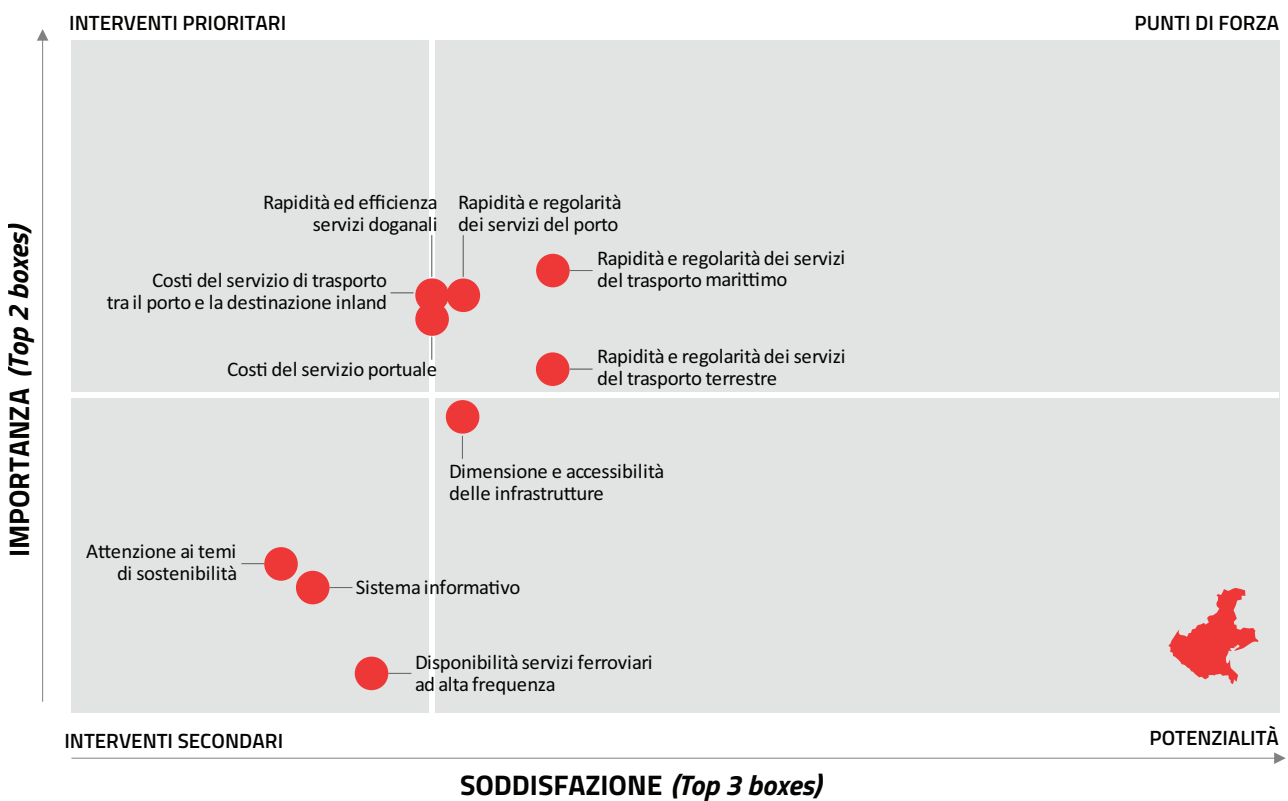 INTERVENTI PRIORITARI
PUNTI DI FORZA
Rapidità ed efficienza
servizi doganali
Rapidità e regolarità
dei servizi del porto
Costi del servizio di trasporto
tra il porto e la destinazione inland
Rapidità e regolarità dei servizi
del trasporto marittimo
Costi del servizio portuale
Rapidità e regolarità dei servizi
del trasporto terrestre
IMPORTANZA (Top 2 boxes)
Dimensione e accessibilità
delle infrastrutture
Attenzione ai temi
di sostenibilità
Sistema informativo
Disponibilità servizi ferroviari
ad alta frequenza
INTERVENTI SECONDARI
POTENZIALITÀ
SODDISFAZIONE (Top 3 boxes)